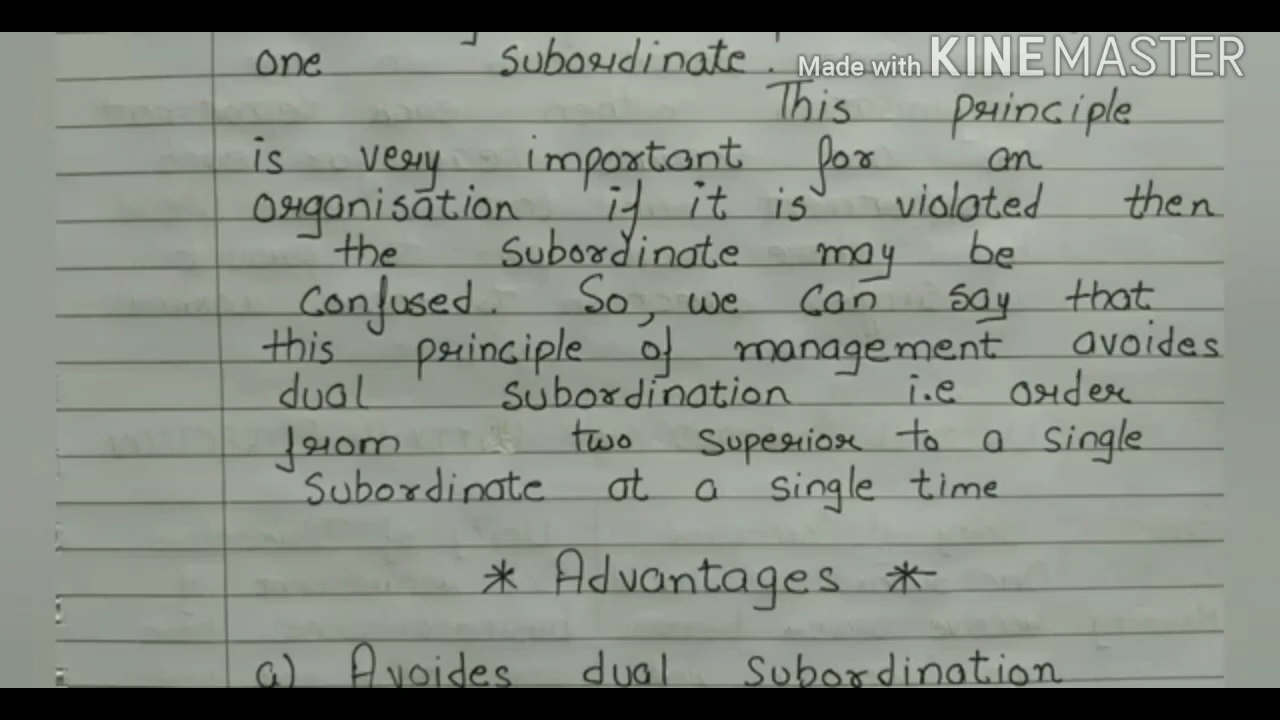 one subordinate.
Made with KINEMASTER
This principle
is very important for an
organisation if it is violated then
the subordinate may be
confused. So, we can say that
this principle of management avoides
dual subordination i.e order
from two superior to a single
Subordinate at a single time
* Advantages *
a) Avoides dual subordination